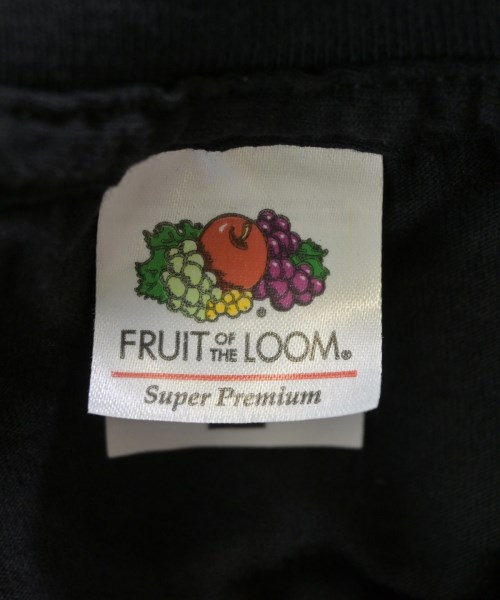 ®
FRUIT OF THE LOOM®
Super Premium